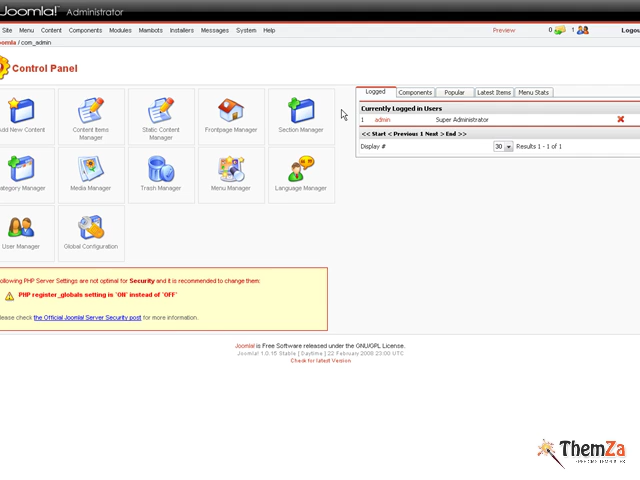 Joomla! Administrator
Site Menu Content Components Modules Mambots Installers Messages System Help Preview 0 1 Logou
oomla / com_admin
Control Panel
Add New Content
Content Items Manager
Static Content Manager
Frontpage Manager
Section Manager
Category Manager
Media Manager
Trash Manager
Menu Manager
Language Manager
User Manager
Global Configuration
Logged Components Popular Latest Items Menu Stats
Currently Logged in Users
1 admin Super Administrator
<< Start < Previous 1 Next > End >>
Display # 30 Results 1 - 1 of 1
ollowing PHP Server Settings are not optimal for Security and it is recommended to change them:
PHP register_globals setting is `ON` instead of `OFF`
lease check the Official Joomla! Server Security post for more information.
Joomla! is Free Software released under the GNU/GPL License.
Joomla! 1.0.15 Stable [ Daytime ] 22 February 2008 23:00 UTC
Check for latest Version
ThemZa